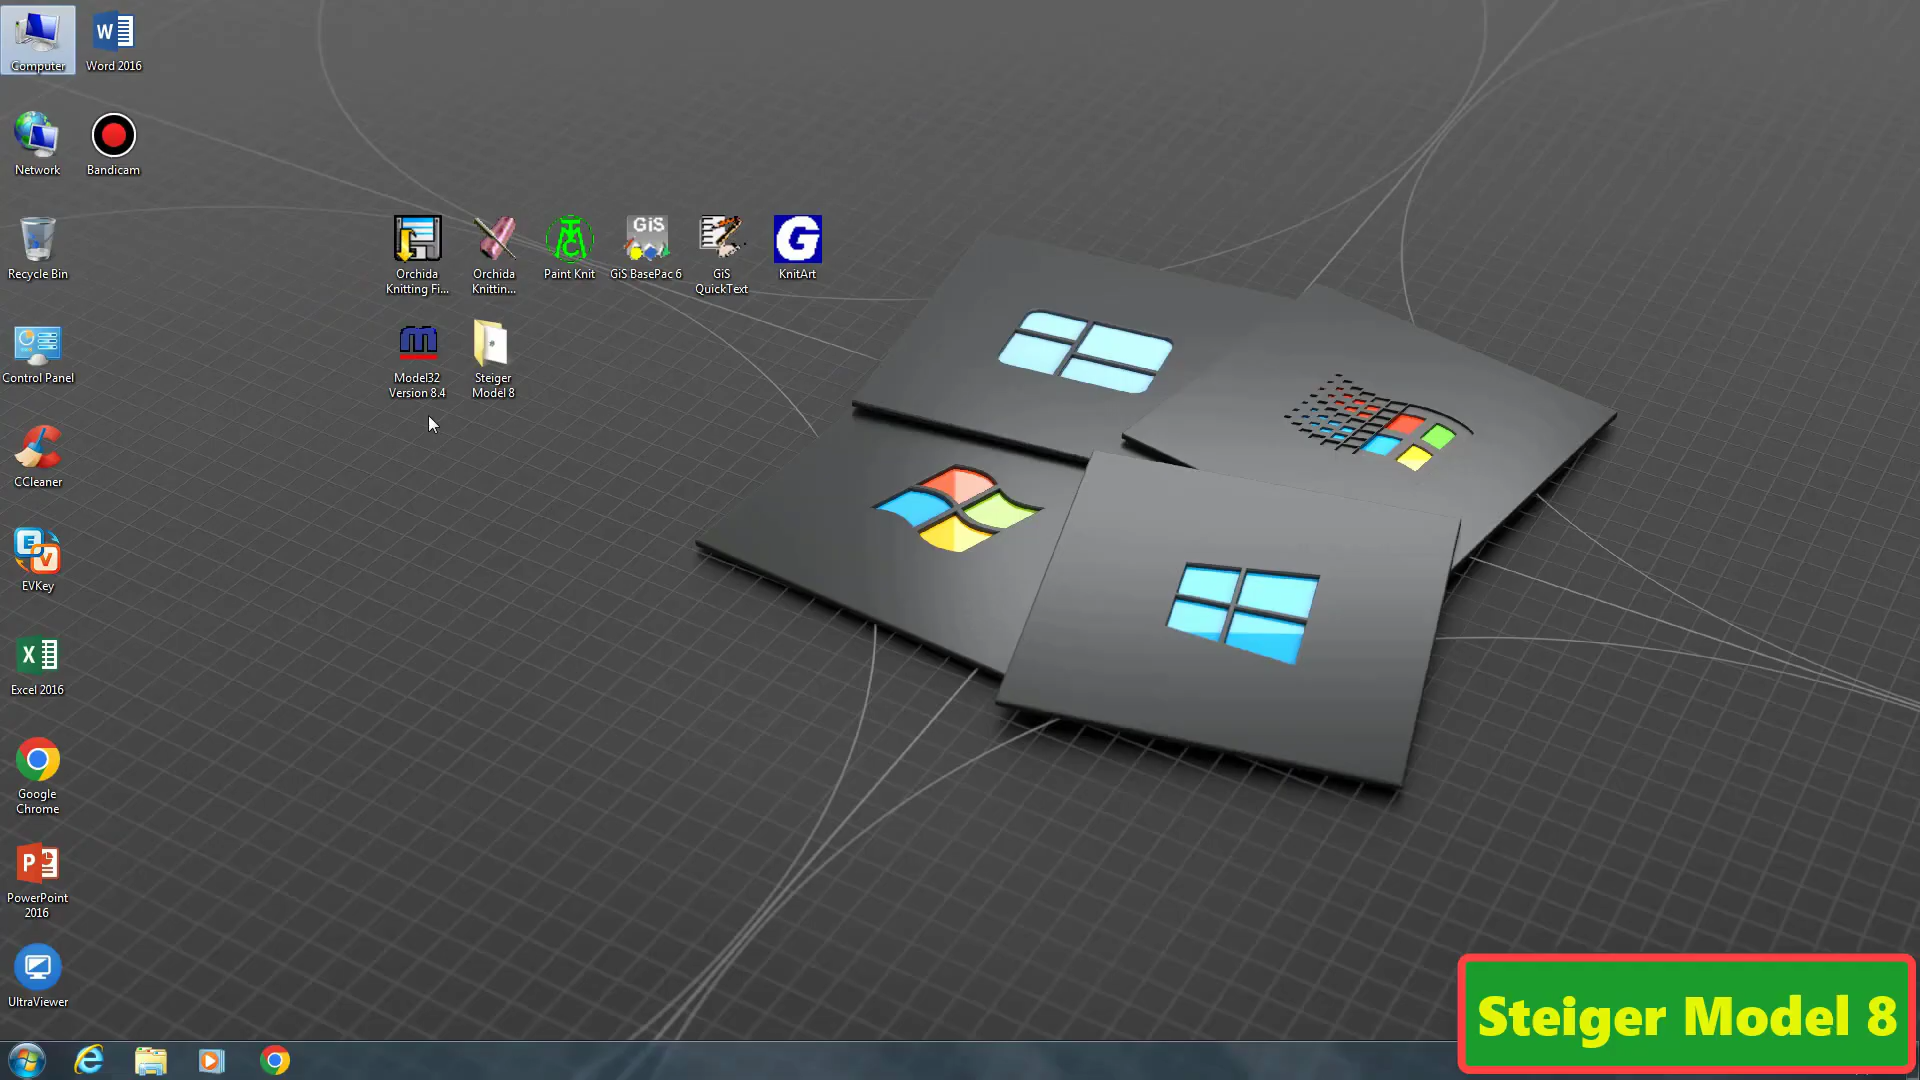 Computer
Word 2016
Network
Bandicam
Recycle Bin
Orchida
Knitting Fi...
Orchida
Knittin...
Paint Knit
GiS
GiS BasePac 6
GiS
QuickText
KnitArt
Control Panel
Model32
Version 8.4
Steiger
Model 8
CCleaner
EVKey
Excel 2016
Google
Chrome
PowerPoint
2016
UltraViewer
Steiger Model 8